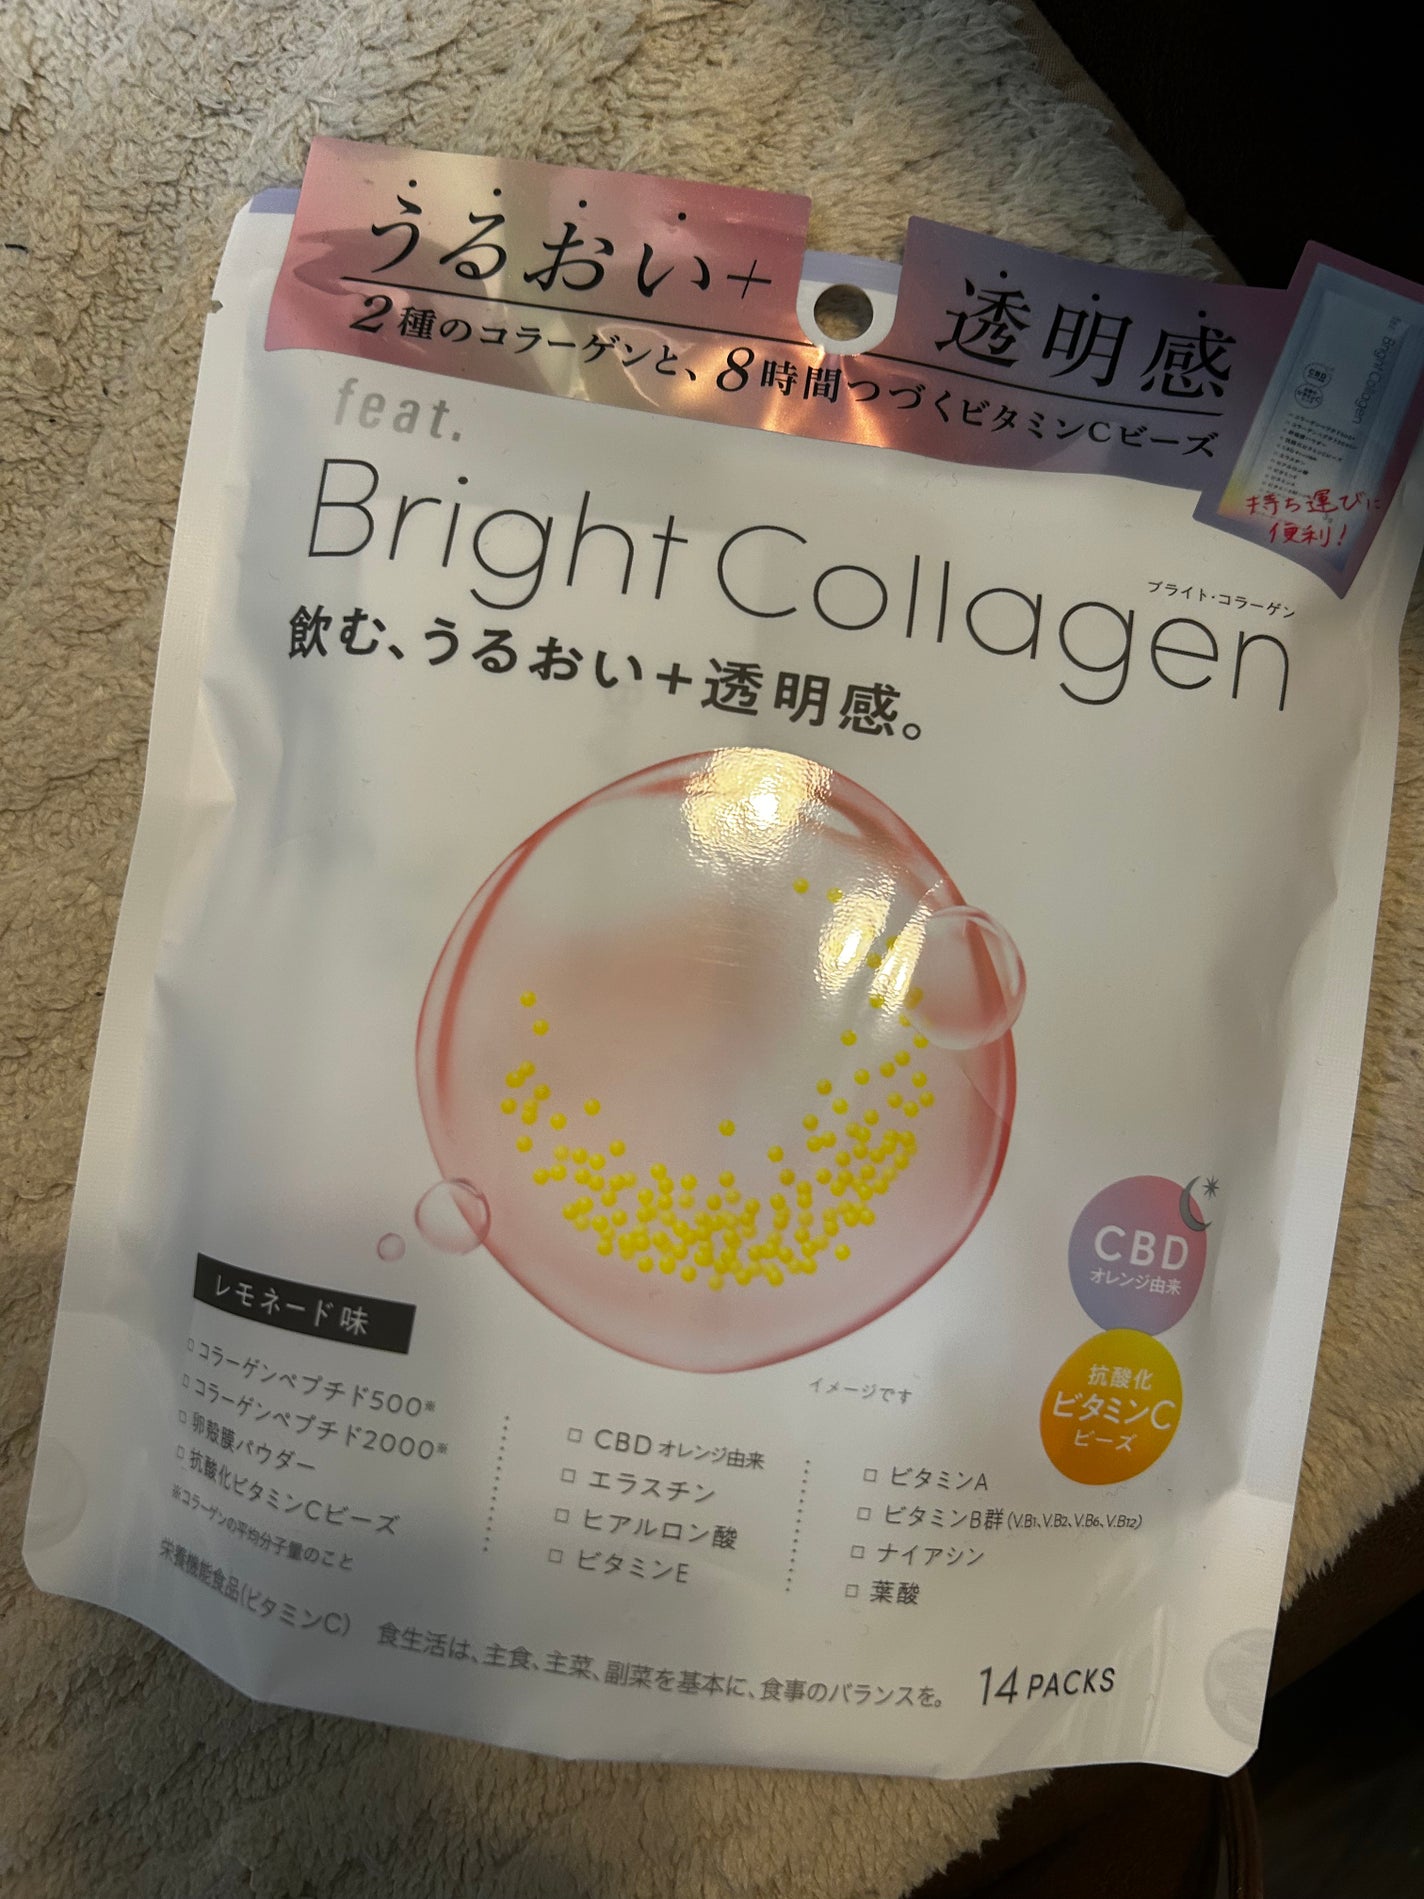 うるおい+
透明感
2種のコラーゲンと、8時間つづくビタミンCビーズ
for Bright Collagen
CBD
持ち運びに
便利!
feat.
Bright Collagen
ブライト・コラーゲン
飲む、うるおい+透明感。
CBD
オレンジ由来
抗酸化
ビタミンC
ビーズ
イメージです
レモネード味
□ コラーゲンペプチド500※
□ コラーゲンペプチド2000※
□ 卵殻膜パウダー
□ 抗酸化ビタミンCビーズ
※コラーゲンの平均分子量のこと
□ CBD オレンジ由来
□ エラスチン
□ ヒアルロン酸
□ ビタミンE
□ ビタミンA
□ ビタミンB群(V.B1、V.B2、V.B6、V.B12)
□ ナイアシン
□ 葉酸
栄養機能食品(ビタミンC) 食生活は、主食、主菜、副菜を基本に、食事のバランスを。
14 PACKS